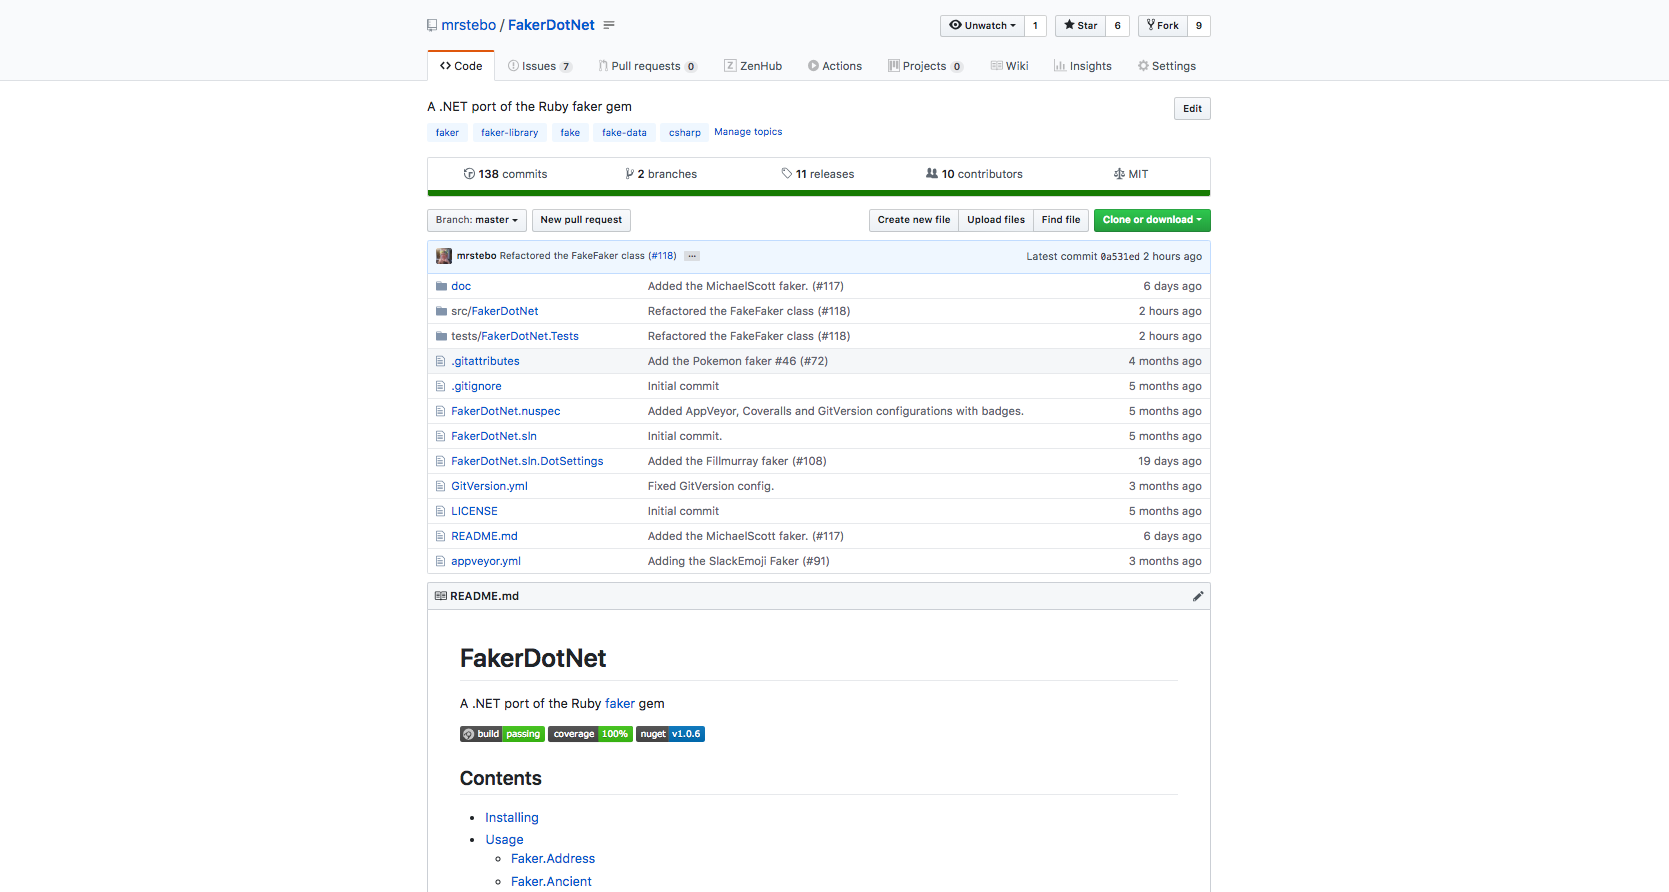 mrstebo / FakerDotNet
Unwatch 1 Star 6 Fork 9
Code Issues 7 Pull requests 0 ZenHub Actions Projects 0 Wiki Insights Settings
A .NET port of the Ruby faker gem
Edit
faker faker-library fake fake-data csharp Manage topics
138 commits 2 branches 11 releases 10 contributors MIT
Branch: master New pull request Create new file Upload files Find file Clone or download
mrstebo Refactored the FakeFaker class (#118) ... Latest commit 0a531ed 2 hours ago
doc Added the MichaelScott faker. (#117) 6 days ago
src/FakerDotNet Refactored the FakeFaker class (#118) 2 hours ago
tests/FakerDotNet.Tests Refactored the FakeFaker class (#118) 2 hours ago
.gitattributes Add the Pokemon faker #46 (#72) 4 months ago
.gitignore Initial commit 5 months ago
FakerDotNet.nuspec Added AppVeyor, Coveralls and GitVersion configurations with badges. 5 months ago
FakerDotNet.sln Initial commit. 5 months ago
FakerDotNet.sln.DotSettings Added the Fillmurray faker (#108) 19 days ago
GitVersion.yml Fixed GitVersion config. 3 months ago
LICENSE Initial commit 5 months ago
README.md Added the MichaelScott faker. (#117) 6 days ago
appveyor.yml Adding the SlackEmoji Faker (#91) 3 months ago
README.md
FakerDotNet
A .NET port of the Ruby faker gem
build passing coverage 100% nuget v1.0.6
Contents
Installing
Usage
Faker.Address
Faker.Ancient